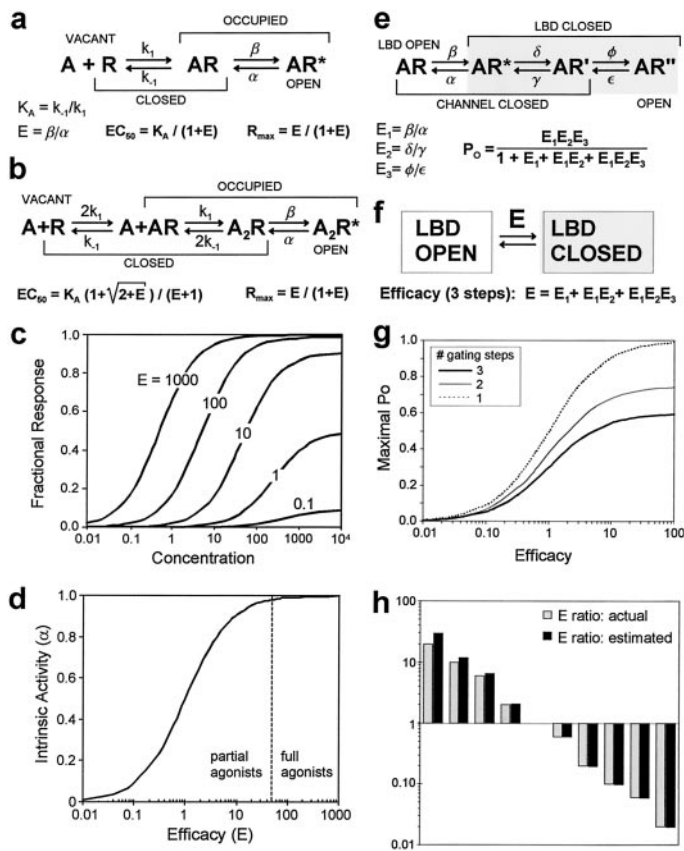 a
OCCUPIED
VACANT
A + R k₁ k₋₁ AR β α AR*
CLOSED
OPEN
K_A = k₋₁/k₁
E = β/α
EC₅₀ = K_A / (1+E)
R_max = E / (1+E)
b
OCCUPIED
VACANT
A+R 2k₁ k₋₁ A+AR k₁ 2k₋₁ A₂R β α A₂R*
CLOSED
OPEN
EC₅₀ = K_A (1+√2+E) / (E+1)
R_max = E / (1+E)
c
Fractional Response
1.0
0.8
0.6
0.4
0.2
0.0
E = 1000
100
10
1
0.1
0.01 0.1 1 10 100 1000 10⁴
Concentration
d
Intrinsic Activity (α)
1.0
0.8
0.6
0.4
0.2
0
partial agonists
full agonists
0.01 0.1 1 10 100 1000
Efficacy (E)
e
LBD CLOSED
LBD OPEN
AR β α AR* δ γ AR' ϕ ϵ AR''
CHANNEL CLOSED
OPEN
E₁ = β/α
E₂ = δ/γ
E₃ = ϕ/ϵ
P_O = E₁E₂E₃ / 1 + E₁+ E₁E₂+ E₁E₂E₃
f
LBD OPEN
E
LBD CLOSED
Efficacy (3 steps): E = E₁+ E₁E₂+ E₁E₂E₃
g
Maximal Po
1.0
0.8
0.6
0.4
0.2
0.0
# gating steps
3
2
1
0.01 0.10 1 10 100
Efficacy
h
100
10
1
0.10
0.01
E ratio: actual
E ratio: estimated